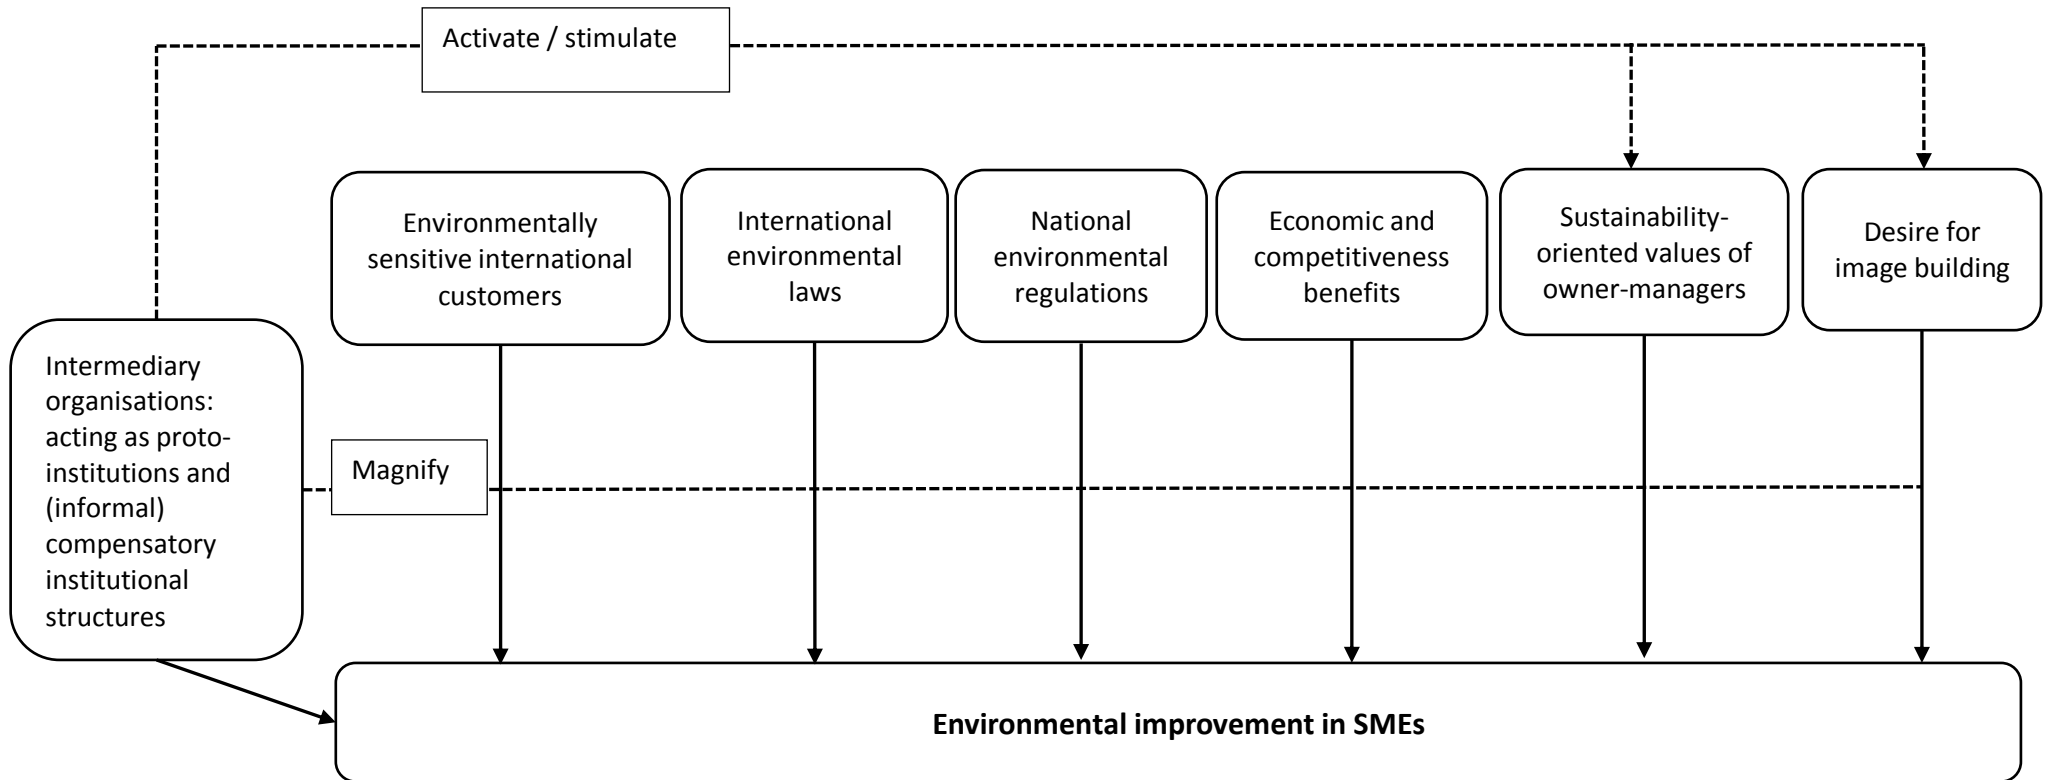 Activate / stimulate
Environmentally
sensitive international
customers
International
environmental
laws
National
environmental
regulations
Economic and
competitiveness
benefits
Sustainability-
oriented values of
owner-managers
Desire for
image building
Intermediary
organisations:
acting as proto-
institutions and
(informal)
compensatory
institutional
structures
Magnify
Environmental improvement in SMEs